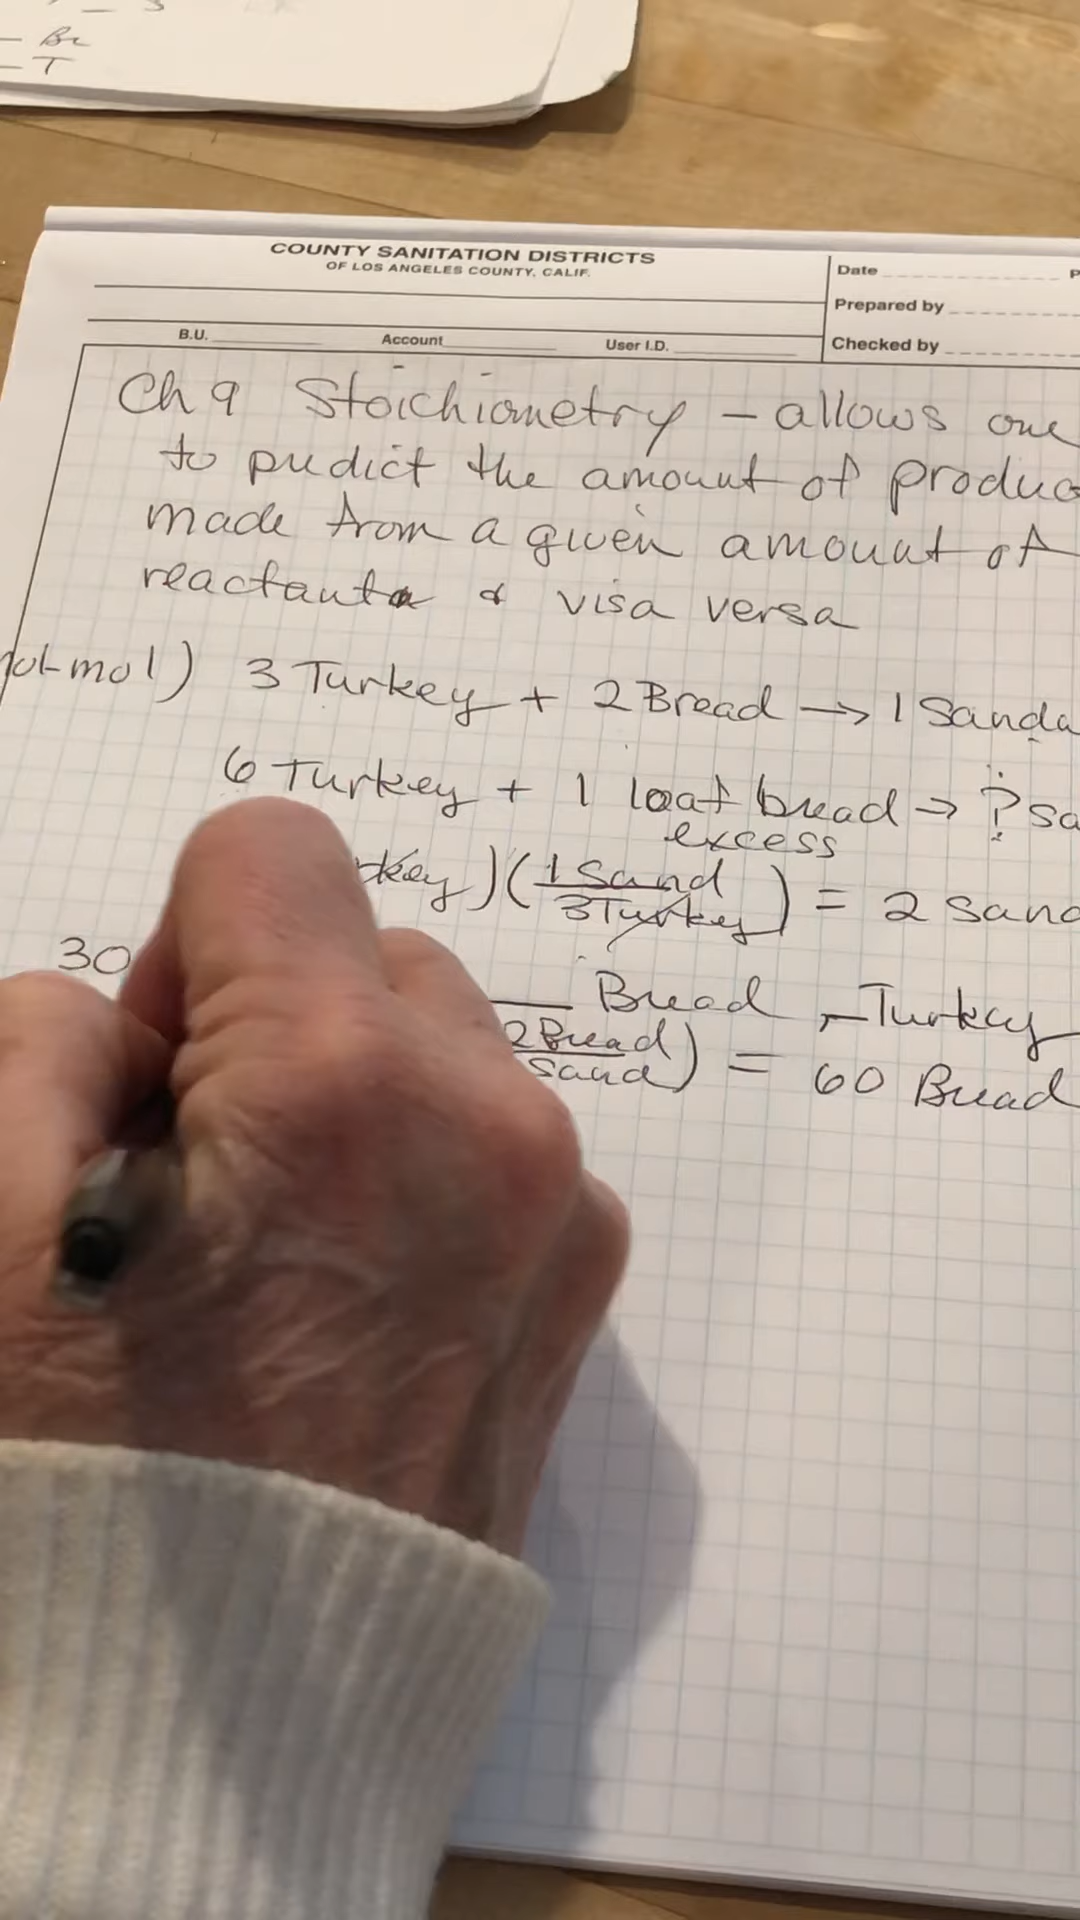 Br
T
COUNTY SANITATION DISTRICTS
OF LOS ANGELES COUNTY, CALIF.
Date
Prepared by
Checked by
B.U. Account User I.D.
Ch 9 Stoichiometry - allows one
to predict the amount of produc
made from a given amount of
reactants & visa versa
mol-mol) 3 Turkey + 2 Bread → 1 Sanda
6 Turkey + 1 loaf bread → ? sa
excess
rkey)(1 Sand / 3 Turkey) = 2 sand
30 Bread, Turkey
2 Bread / Sand) = 60 Bread